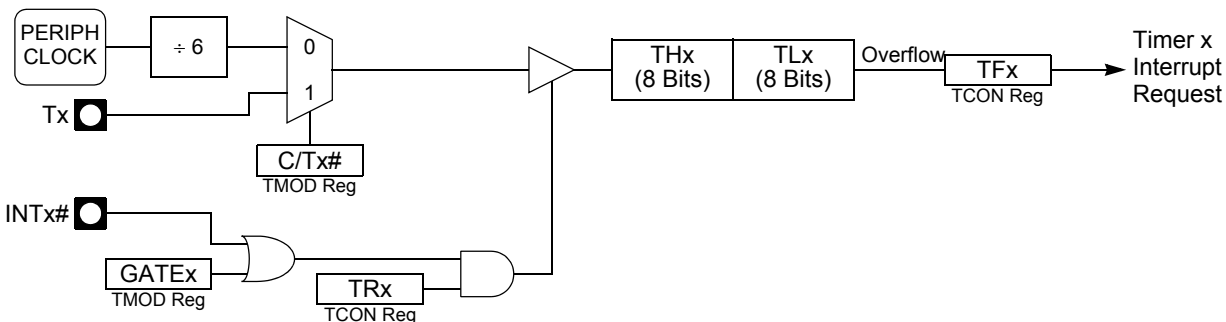 PERIPH
CLOCK
÷ 6
0
1
Tx
C/Tx#
TMOD Reg
THx
(8 Bits)
TLx
(8 Bits)
Overflow
TFx
TCON Reg
Timer x
Interrupt
Request
INTx#
GATEx
TMOD Reg
TRx
TCON Reg